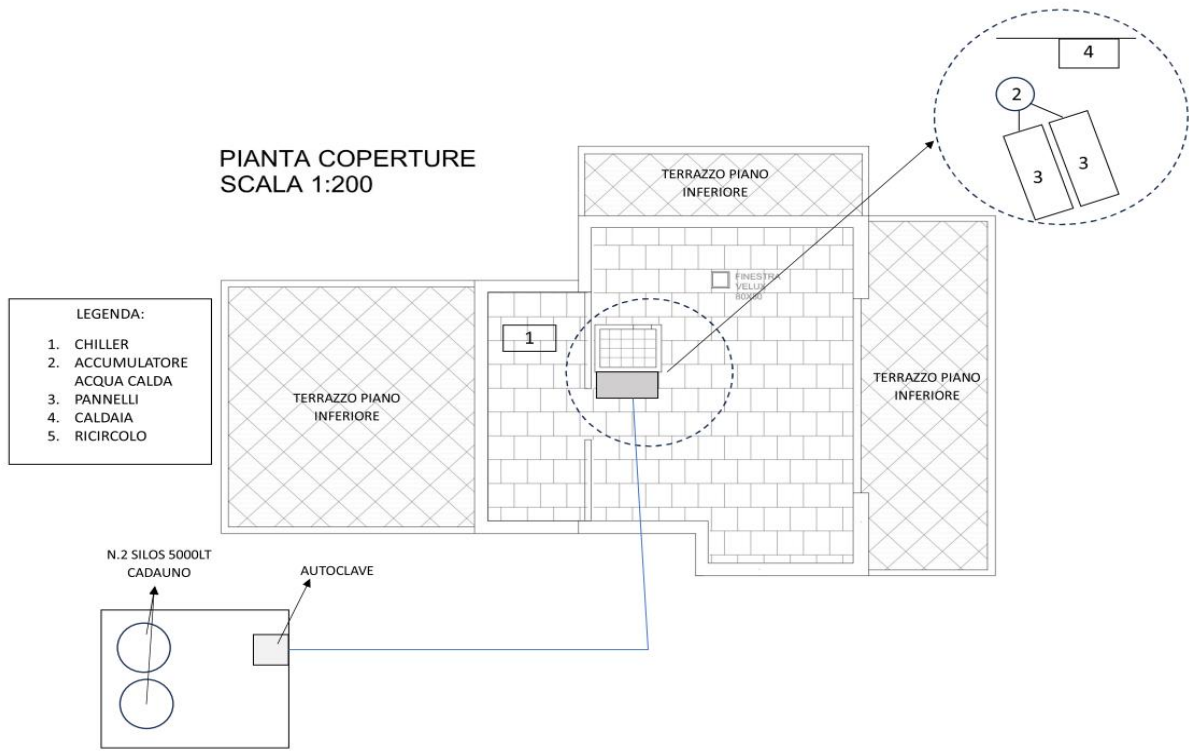 PIANTA COPERTURE
SCALA 1:200
4
2
3
3
TERRAZZO PIANO
INFERIORE
FINESTRA
VELUX
80X80
LEGENDA:
1. CHILLER
2. ACCUMULATORE
ACQUA CALDA
3. PANNELLI
4. CALDAIA
5. RICIRCOLO
1
TERRAZZO PIANO
INFERIORE
TERRAZZO PIANO
INFERIORE
N.2 SILOS 5000LT
CADAUNO
AUTOCLAVE